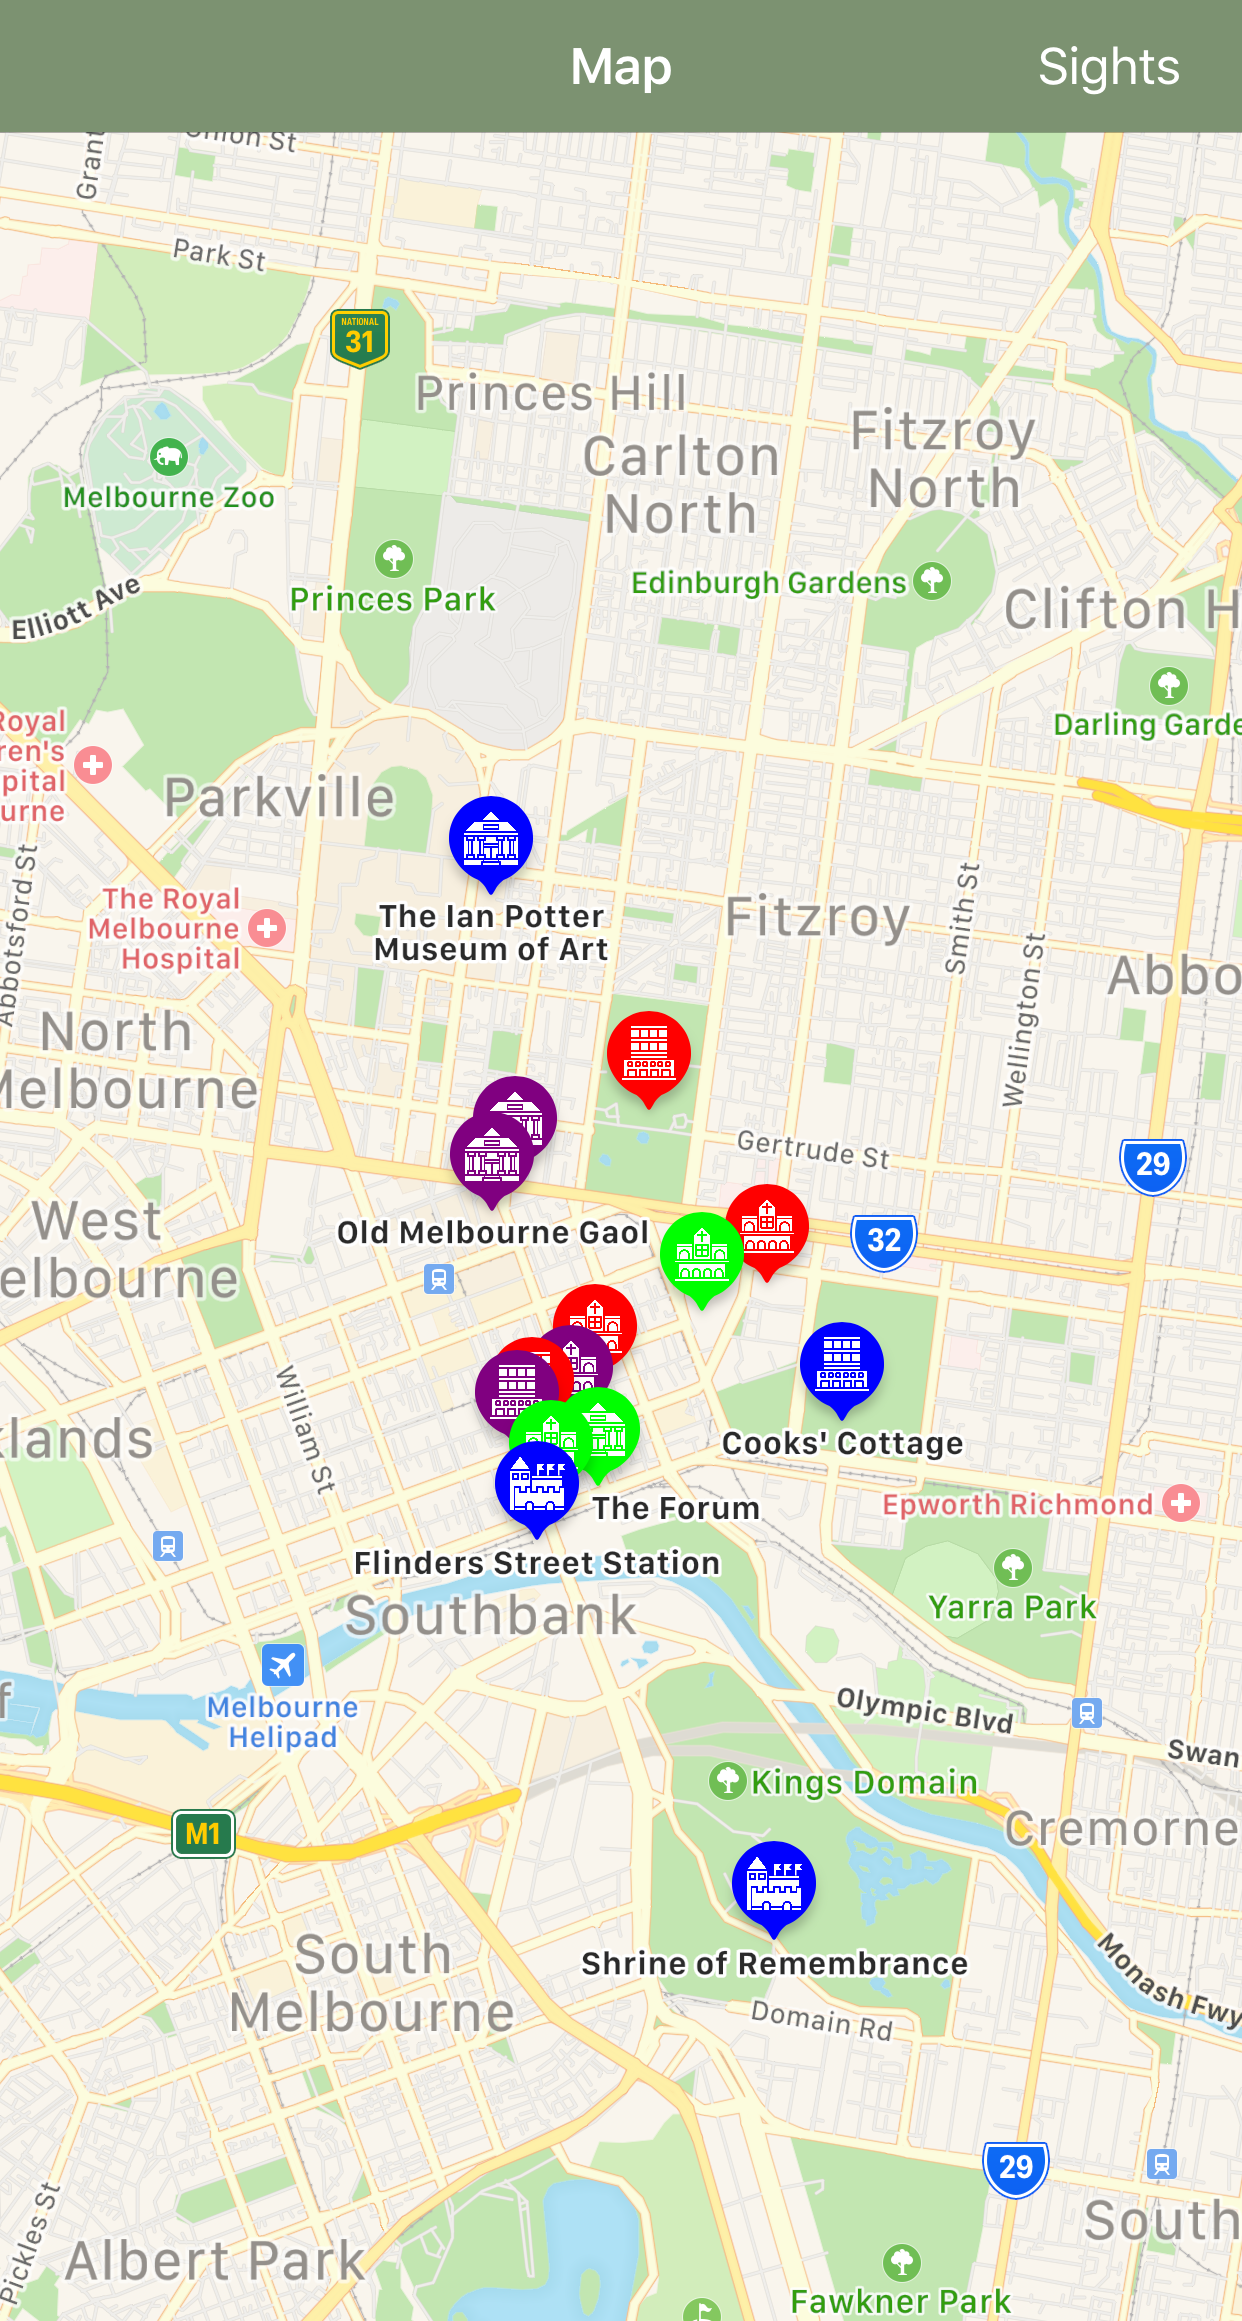 Map
Sights
Union St
Grant
Park St
NATIONAL
31
Princes Hill
Carlton
North
Fitzroy
North
Melbourne Zoo
Princes Park
Edinburgh Gardens
Elliott Ave
Clifton H
Darling Garde
Royal
ren's
pital
urne
Parkville
The Royal
Melbourne
Hospital
Abbotsford St
The Ian Potter
Museum of Art
Fitzroy
Smith St
Wellington St
Abbo
North
Melbourne
Gertrude St
29
32
West
elbourne
Old Melbourne Gaol
William St
klands
Cooks' Cottage
The Forum
Epworth Richmond
Flinders Street Station
Southbank
Yarra Park
f
Melbourne
Helipad
Olympic Blvd
Swan
Kings Domain
M1
Cremorne
Shrine of Remembrance
Monash Fwy
South
Melbourne
Domain Rd
29
South
Pickles St
Albert Park
Fawkner Park